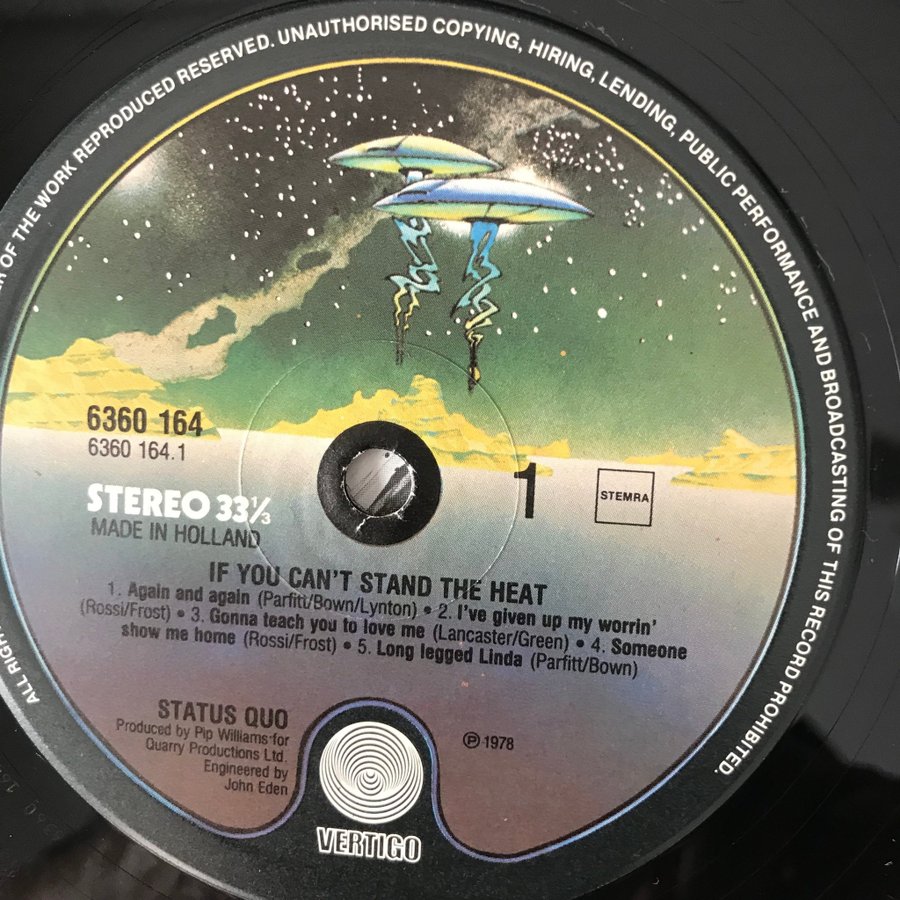 R OF THE WORK REPRODUCED RESERVED. UNAUTHORISED COPYING, HIRING, LENDING, PUBLIC PERFORMANCE AND BROADCASTING OF THIS RECORD PROHIBITED.
ALL RIGH
6360 164
6360 164.1
1
STEMRA
STEREO 33⅓
MADE IN HOLLAND
IF YOU CAN'T STAND THE HEAT
1. Again and again (Parfitt/Bown/Lynton) • 2. I've given up my worrin'
(Rossi/Frost) • 3. Gonna teach you to love me (Lancaster/Green) • 4. Someone
show me home (Rossi/Frost) • 5. Long legged Linda (Parfitt/Bown)
STATUS QUO
Produced by Pip Williams for
Quarry Productions Ltd.
Engineered by
John Eden
℗ 1978
VERTIGO